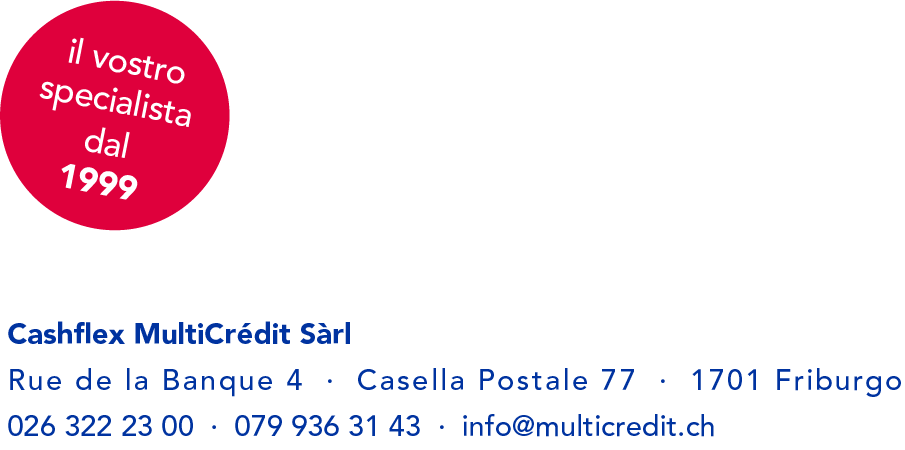 il vostro
specialista
dal
1999
Cashflex MultiCrédit Sàrl
Rue de la Banque 4 · Casella Postale 77 · 1701 Friburgo
026 322 23 00 · 079 936 31 43 · info@multicredit.ch